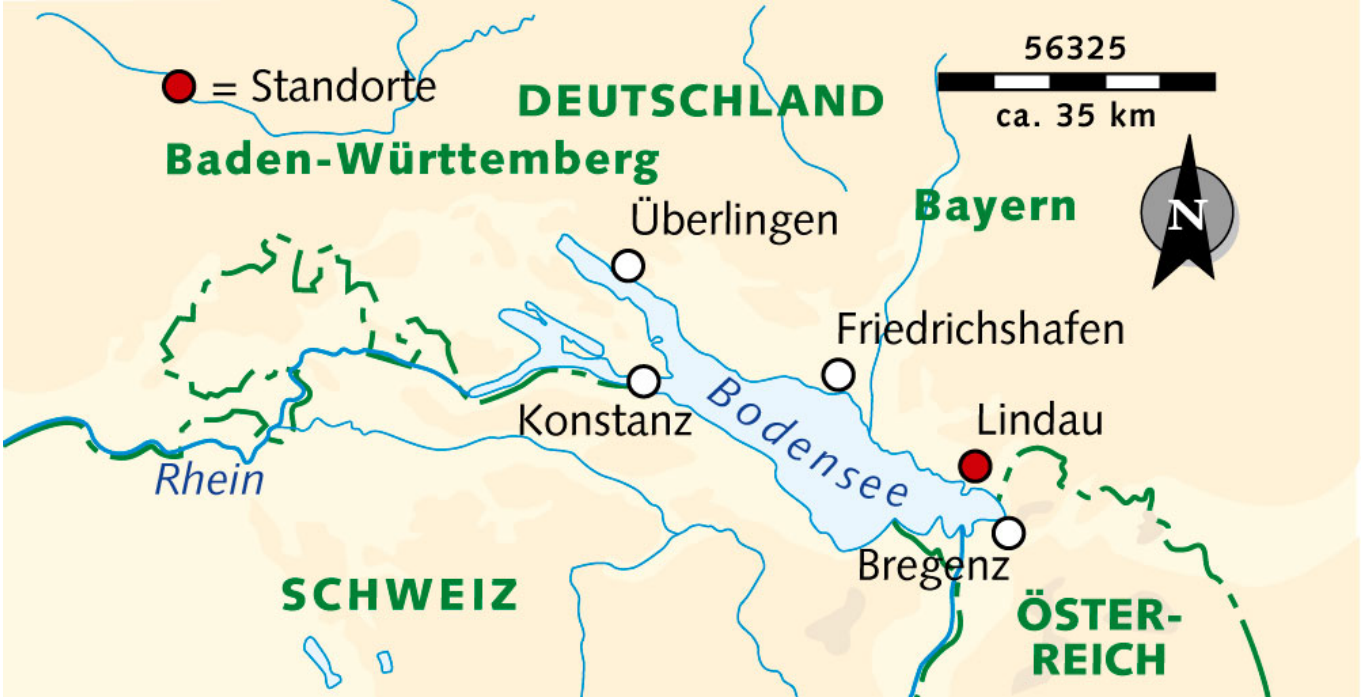 56325
= Standorte
DEUTSCHLAND
ca. 35 km
Baden-Württemberg
Bayern
N
Überlingen
Friedrichshafen
Konstanz
Bodensee
Lindau
Rhein
Bregenz
SCHWEIZ
ÖSTER-
REICH